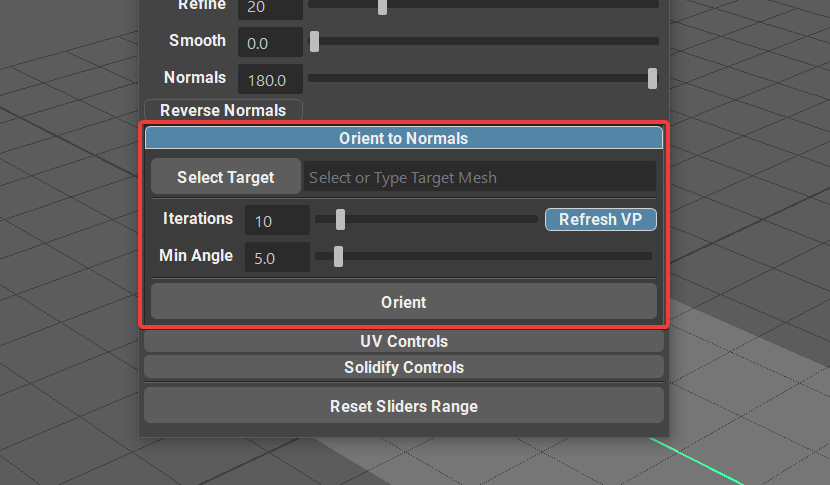 Refine 20
Smooth 0.0
Normals 180.0
Reverse Normals
Orient to Normals
Select Target Select or Type Target Mesh
Iterations 10 Refresh VP
Min Angle 5.0
Orient
UV Controls
Solidify Controls
Reset Sliders Range